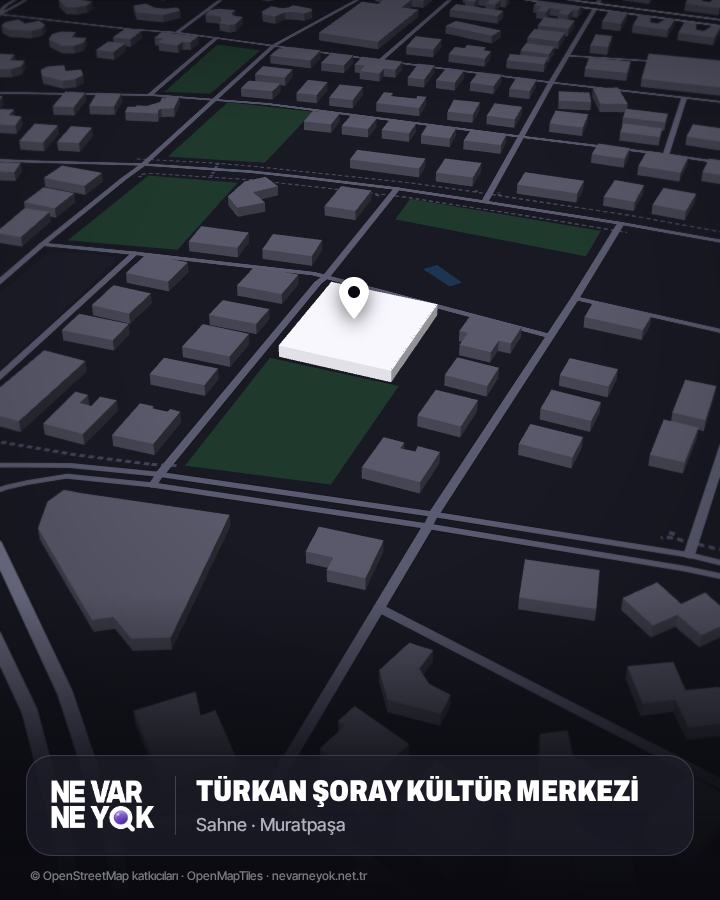 NE VAR
NE YOK
TÜRKAN ŞORAY KÜLTÜR MERKEZİ
Sahne · Muratpaşa
© OpenStreetMap katkıcıları · OpenMapTiles · nevarneyok.net.tr